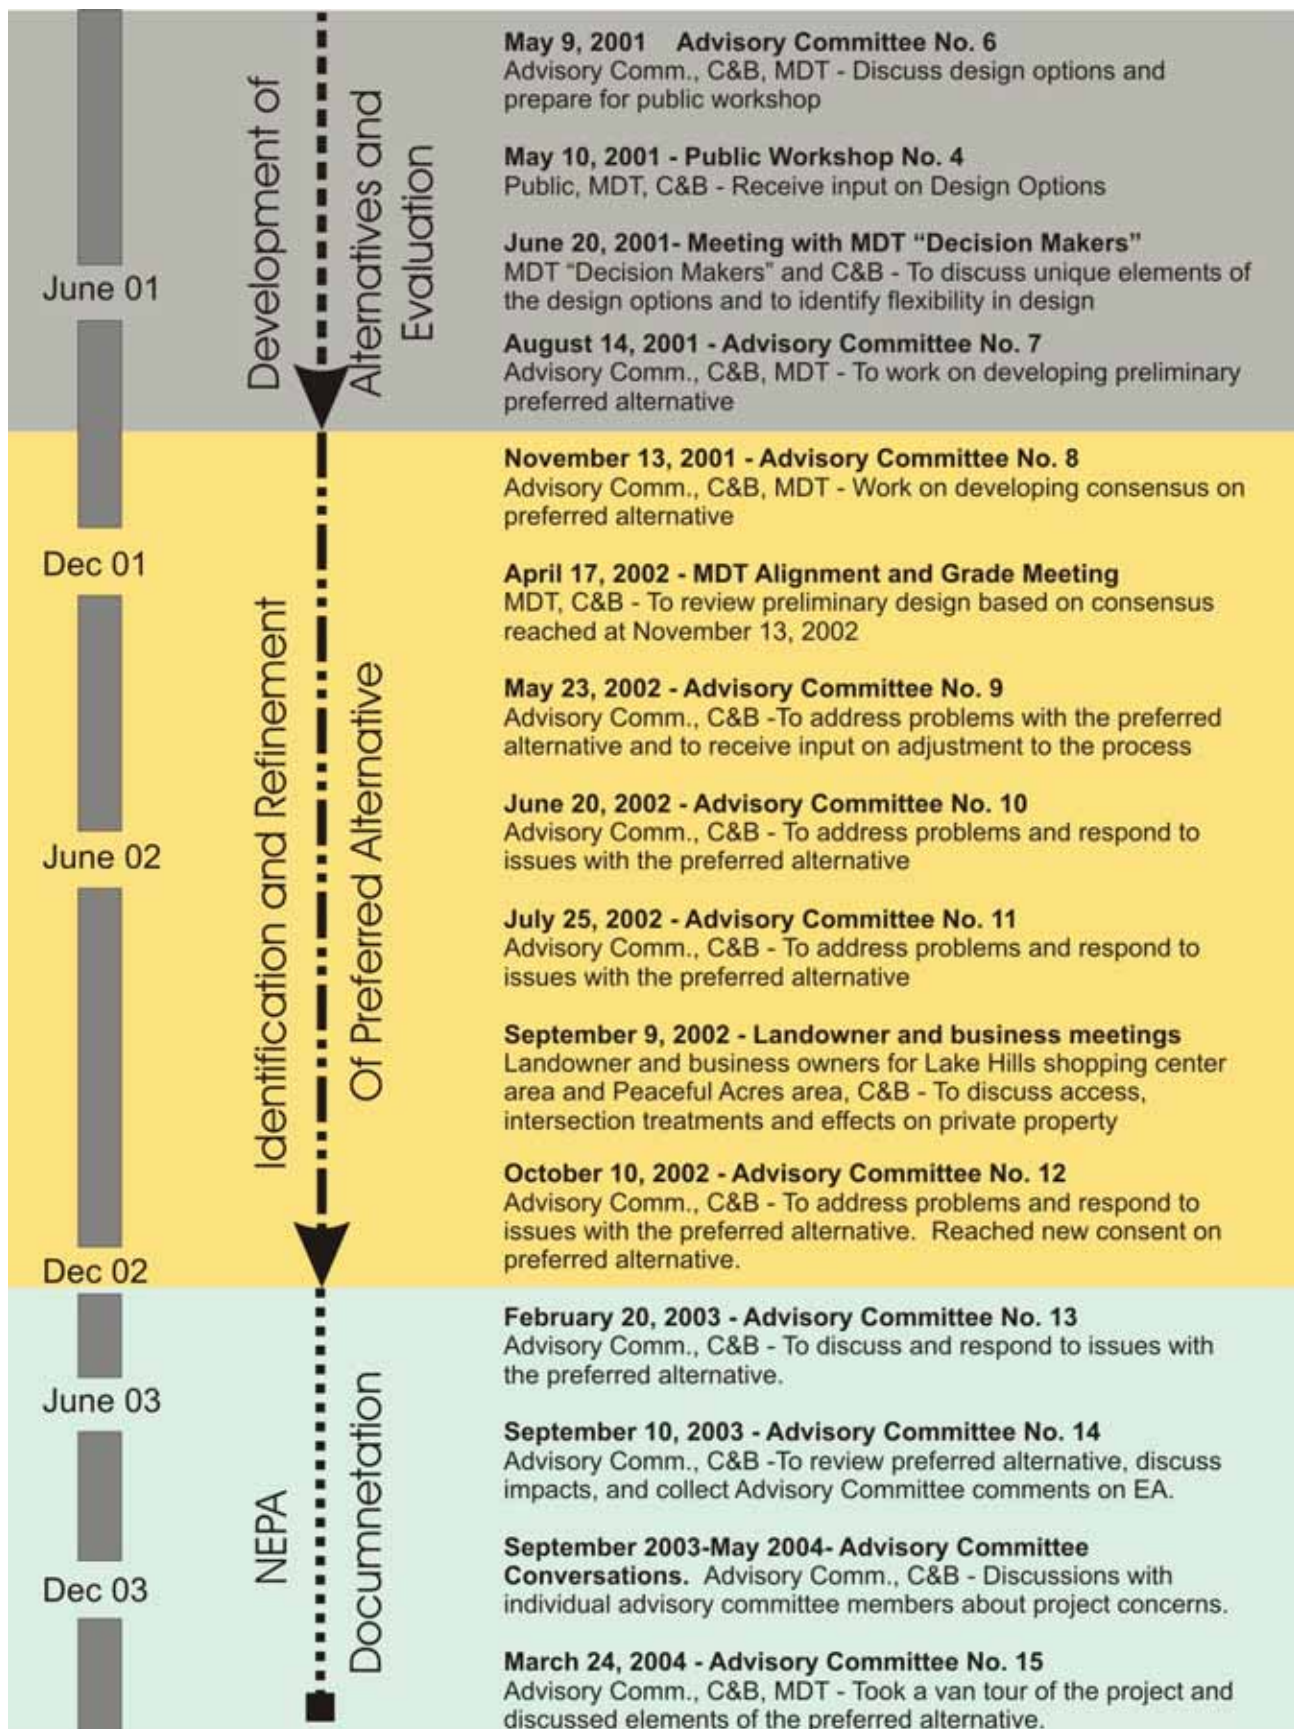 May 9, 2001 Advisory Committee No. 6
Advisory Comm., C&B, MDT - Discuss design options and
prepare for public workshop
May 10, 2001 - Public Workshop No. 4
Public, MDT, C&B - Receive input on Design Options
June 20, 2001- Meeting with MDT “Decision Makers”
MDT “Decision Makers” and C&B - To discuss unique elements of
the design options and to identify flexibility in design
August 14, 2001 - Advisory Committee No. 7
Advisory Comm., C&B, MDT - To work on developing preliminary
preferred alternative
Development of
Alternatives and
Evaluation
June 01
November 13, 2001 - Advisory Committee No. 8
Advisory Comm., C&B, MDT - Work on developing consensus on
preferred alternative
April 17, 2002 - MDT Alignment and Grade Meeting
MDT, C&B - To review preliminary design based on consensus
reached at November 13, 2002
May 23, 2002 - Advisory Committee No. 9
Advisory Comm., C&B -To address problems with the preferred
alternative and to receive input on adjustment to the process
June 20, 2002 - Advisory Committee No. 10
Advisory Comm., C&B - To address problems and respond to
issues with the preferred alternative
July 25, 2002 - Advisory Committee No. 11
Advisory Comm., C&B - To address problems and respond to
issues with the preferred alternative
September 9, 2002 - Landowner and business meetings
Landowner and business owners for Lake Hills shopping center
area and Peaceful Acres area, C&B - To discuss access,
intersection treatments and effects on private property
October 10, 2002 - Advisory Committee No. 12
Advisory Comm., C&B - To address problems and respond to
issues with the preferred alternative. Reached new consent on
preferred alternative.
Identification and Refinement
Of Preferred Alternative
Dec 01
June 02
Dec 02
February 20, 2003 - Advisory Committee No. 13
Advisory Comm., C&B - To discuss and respond to issues with
the preferred alternative.
September 10, 2003 - Advisory Committee No. 14
Advisory Comm., C&B -To review preferred alternative, discuss
impacts, and collect Advisory Committee comments on EA.
September 2003-May 2004- Advisory Committee
Conversations. Advisory Comm., C&B - Discussions with
individual advisory committee members about project concerns.
March 24, 2004 - Advisory Committee No. 15
Advisory Comm., C&B, MDT - Took a van tour of the project and
discussed elements of the preferred alternative.
NEPA
Documnetation
June 03
Dec 03